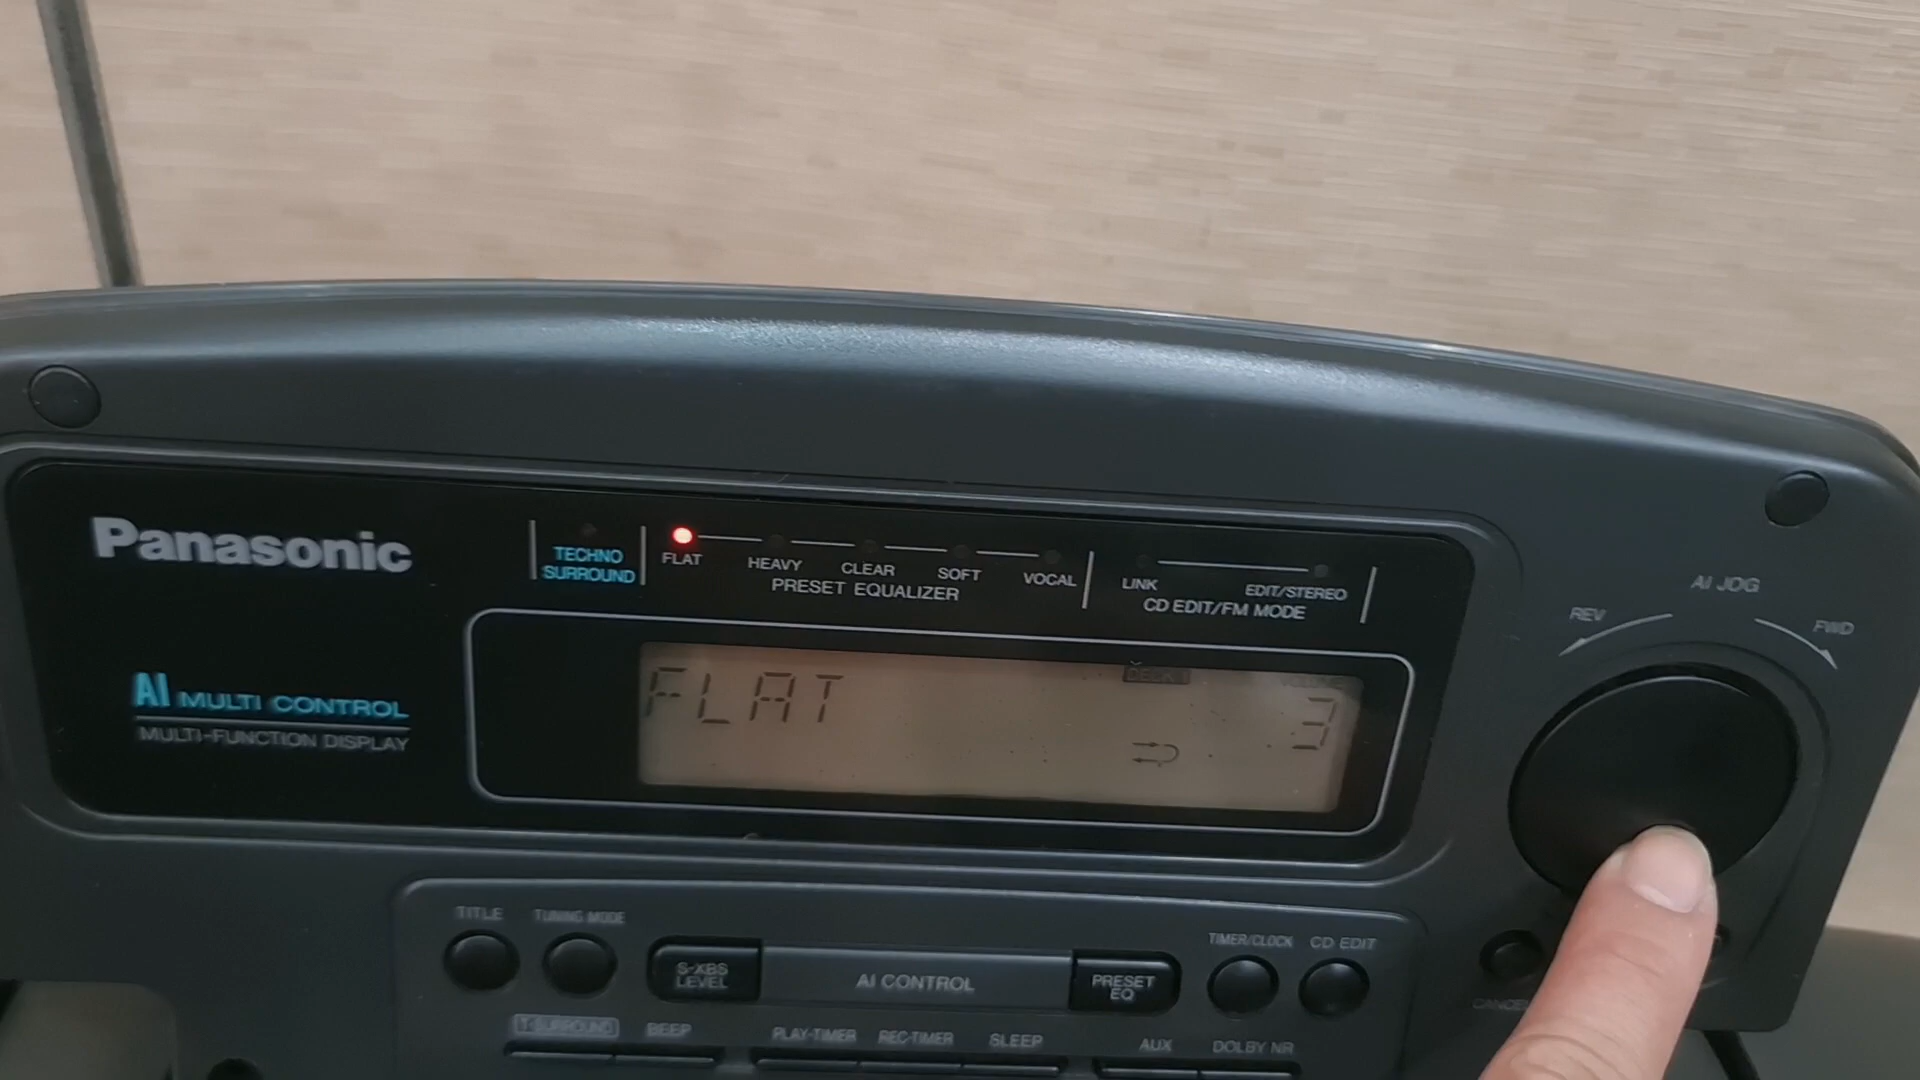 Panasonic
TECHNO
SURROUND
FLAT
HEAVY
CLEAR
SOFT
VOCAL
PRESET EQUALIZER
LINK
EDIT/STEREO
CD EDIT/FM MODE
AI JOG
REV
FWD
AI MULTI CONTROL
MULTI-FUNCTION DISPLAY
FLAT
DECK 1
VOLUME
3
TITLE
TUNING MODE
S-XBS
LEVEL
AI CONTROL
PRESET
EQ
TIMER/CLOCK
CD EDIT
T.SURROUND
BEEP
PLAY-TIMER
REC-TIMER
SLEEP
AUX
DOLBY NR